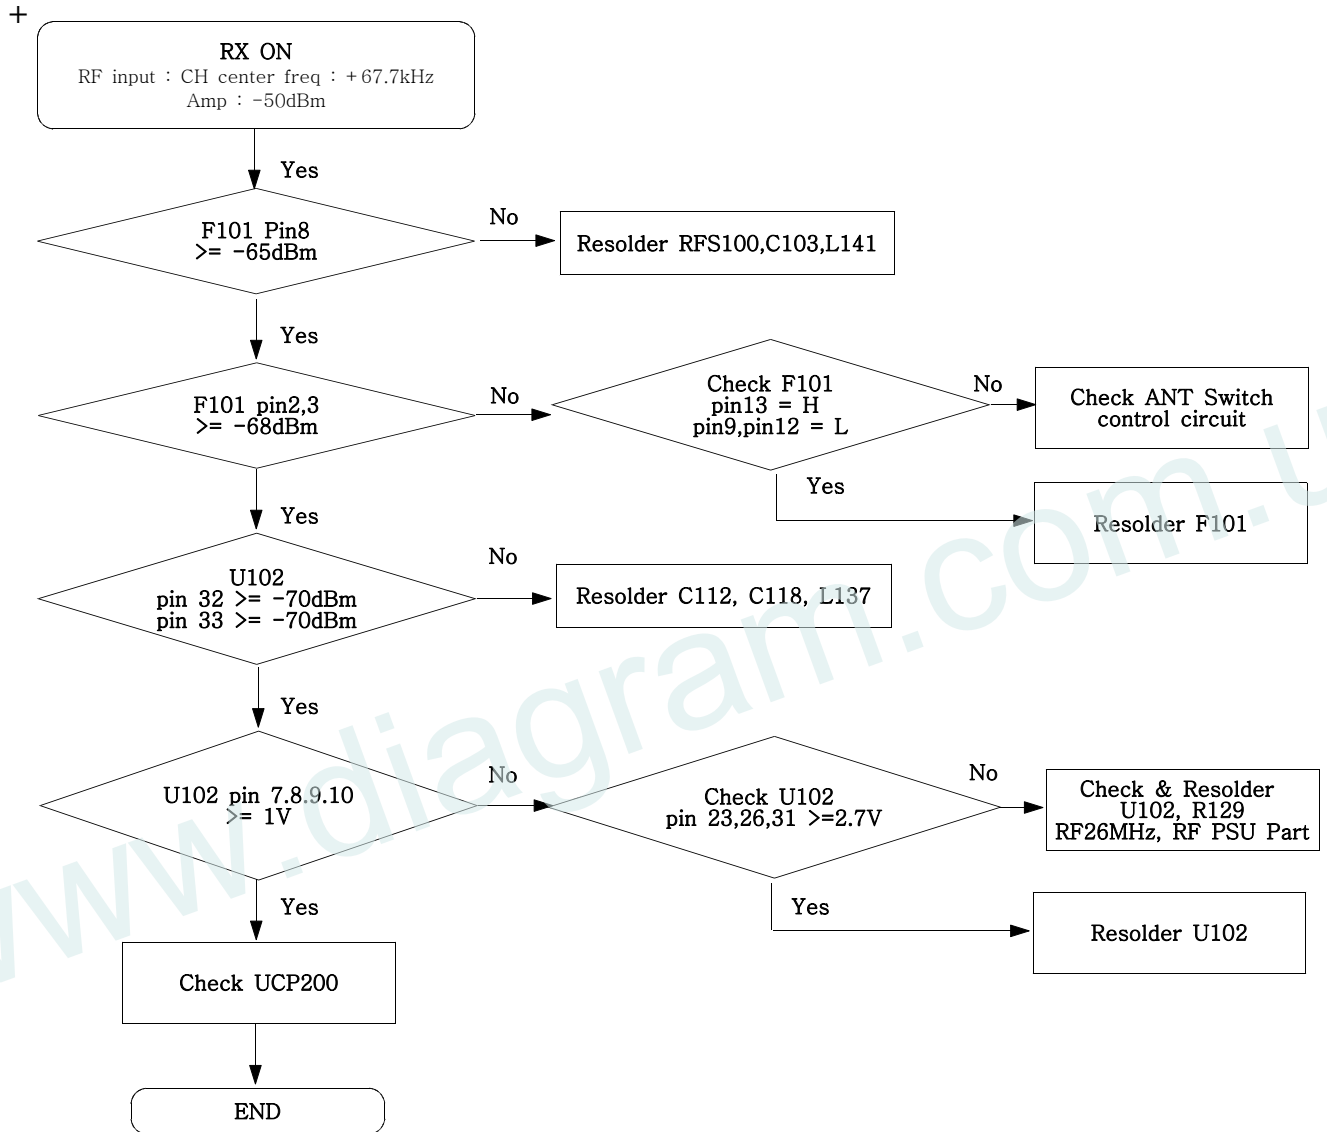 +
RX ON
RF input : CH center freq : +67.7kHz
Amp : -50dBm
Yes
F101 Pin8
>= -65dBm
No
Resolder RFS100,C103,L141
Yes
F101 pin2,3
>= -68dBm
No
Check F101
pin13 = H
pin9,pin12 = L
No
Check ANT Switch
control circuit
Yes
Resolder F101
Yes
U102
pin 32 >= -70dBm
pin 33 >= -70dBm
No
Resolder C112, C118, L137
Yes
U102 pin 7.8.9.10
>= 1V
No
Check U102
pin 23,26,31 >=2.7V
No
Check & Resolder
U102, R129
RF26MHz, RF PSU Part
Yes
Resolder U102
Yes
Check UCP200
END
www.diagram.com.u